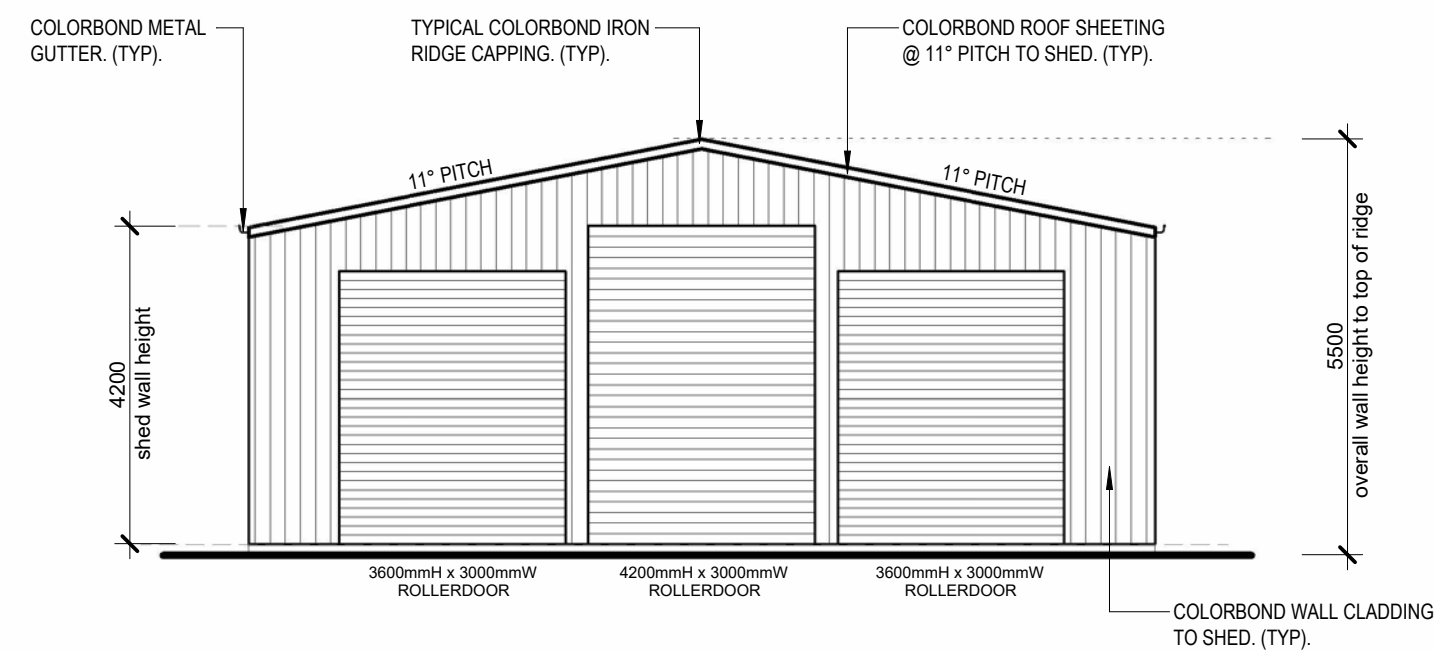 COLORBOND METAL
GUTTER. (TYP).
TYPICAL COLORBOND IRON
RIDGE CAPPING. (TYP).
COLORBOND ROOF SHEETING
@ 11° PITCH TO SHED. (TYP).
11° PITCH
11° PITCH
4200
shed wall height
5500
overall wall height to top of ridge
3600mmH x 3000mmW
ROLLERDOOR
4200mmH x 3000mmW
ROLLERDOOR
3600mmH x 3000mmW
ROLLERDOOR
COLORBOND WALL CLADDING
TO SHED. (TYP).